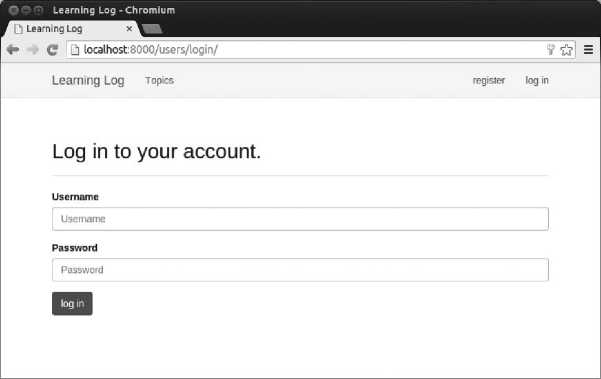 Learning Log - Chromium
Learning Log
localhost:8000/users/login/
Learning Log Topics register log in
Log in to your account.
Username
Username
Password
Password
log in